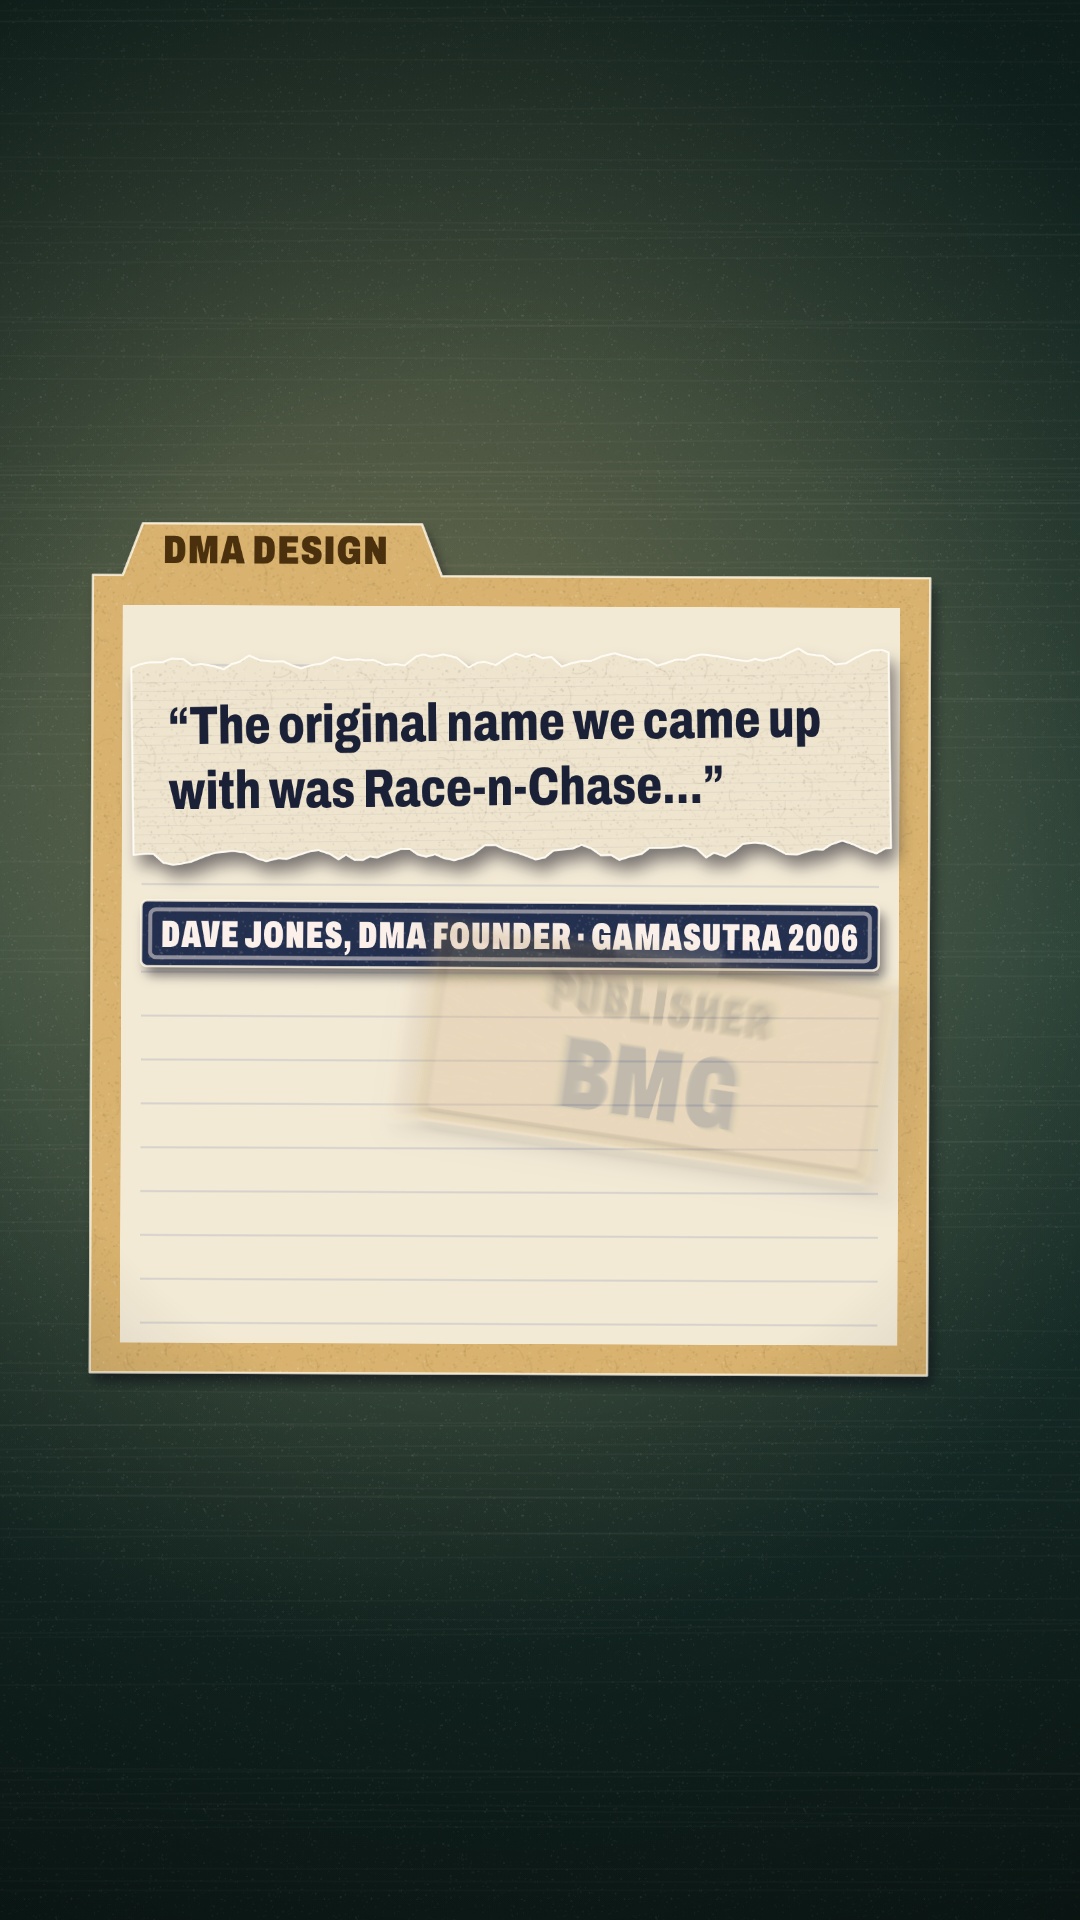 DMA DESIGN
“The original name we came up
with was Race-n-Chase...”
DAVE JONES, DMA FOUNDER · GAMASUTRA 2006
PUBLISHER
BMG